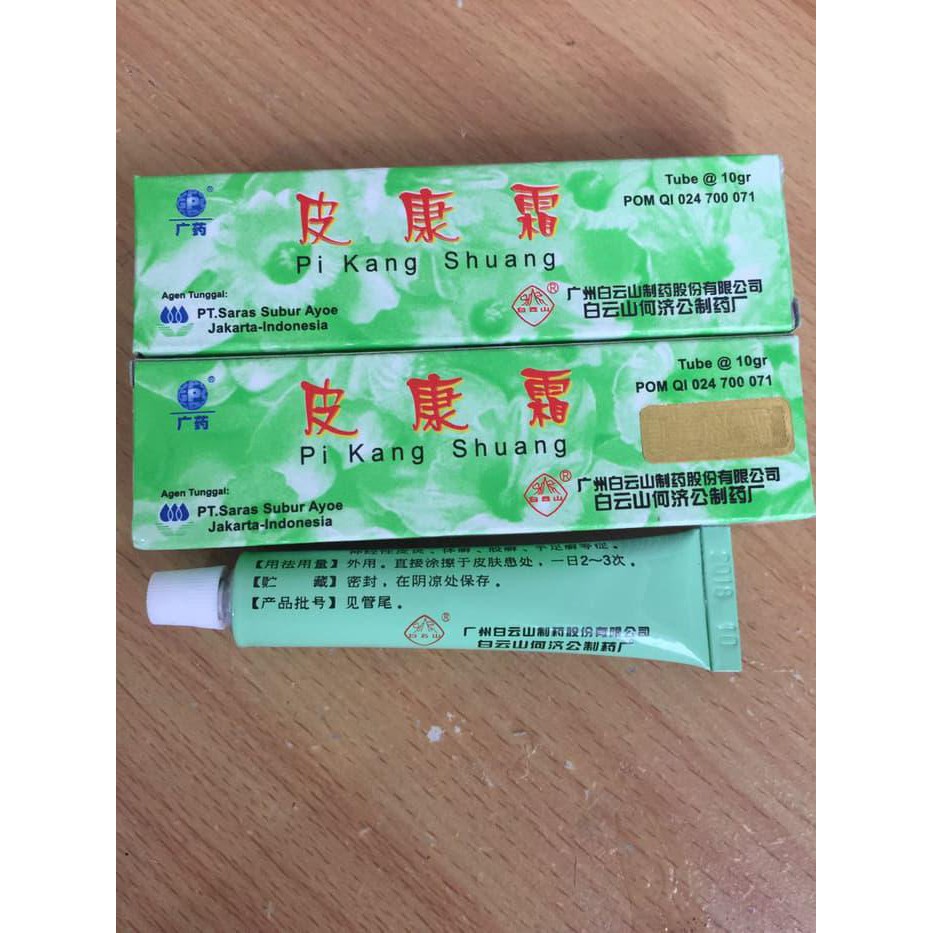 Tube @ 10gr
POM QI 024 700 071
广药
皮康霜
Pi Kang Shuang
Agen Tunggal:
PT.Saras Subur Ayoe
Jakarta-Indonesia
白云山
®
广州白云山制药股份有限公司
白云山何济公制药厂
Tube @ 10gr
POM QI 024 700 071
广药
皮康霜
Pi Kang Shuang
Agen Tunggal:
PT.Saras Subur Ayoe
Jakarta-Indonesia
白云山
®
广州白云山制药股份有限公司
白云山何济公制药厂
【用法用量】外用。直接涂擦于皮肤患处，一日2～3次。
【贮 藏】密封，在阴凉处保存。
【产品批号】见管尾。
白云山
®
广州白云山制药股份有限公司
白云山何济公制药厂